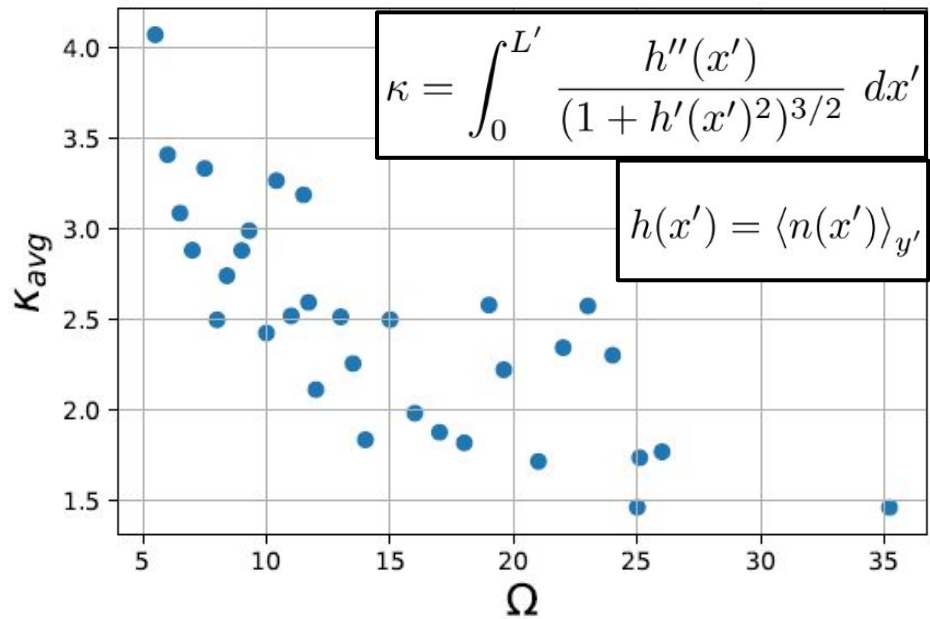 4.0
3.5
3.0
2.5
2.0
1.5
κ_avg
5 10 15 20 25 30 35
Ω
κ = ∫₀^{L′} h″(x′) / (1 + h′(x′)²)^{3/2} dx′
h(x′) = ⟨n(x′)⟩_{y′}